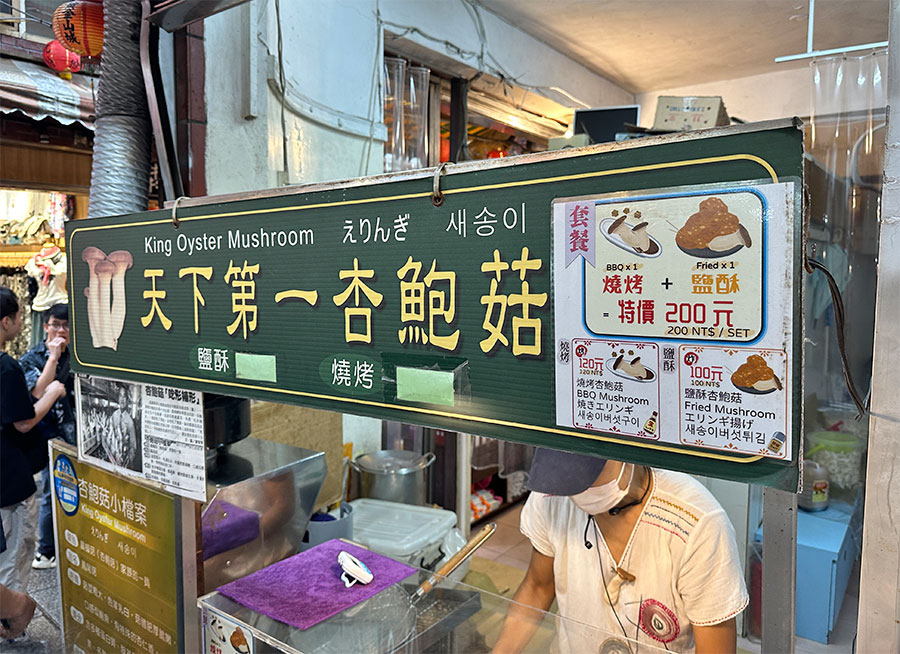 King Oyster Mushroom えりんぎ 새송이
天下第一杏鮑菇
鹽酥 燒烤
套餐
BBQ x 1 Fried x 1
燒烤 + 鹽酥
= 特價 200 元
200 NT$ / SET
燒烤
120元
120 NT$
燒烤杏鮑菇
BBQ Mushroom
焼きエリンギ
새송이버섯구이
鹽酥
100元
100 NT$
鹽酥杏鮑菇
Fried Mushroom
エリンギ揚げ
새송이버섯튀김
杏鮑菇小檔案
King Oyster Mushroom
えりんぎ 새송이